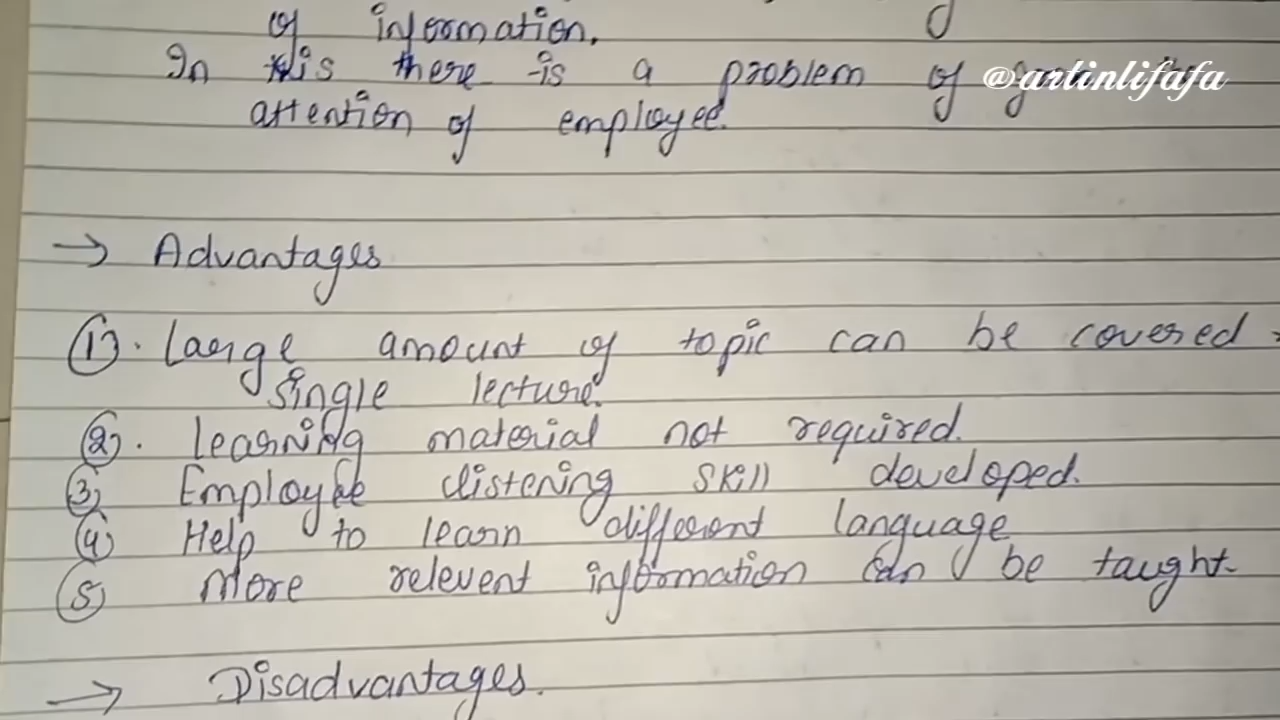 of information.
In this there is a problem of
@artinlifafa
attention of employee.
→ Advantages
(1). Large amount of topic can be covered
single lecture.
(2). learning material not required.
(3) Employee listening skill developed.
(4) Help to learn different language
(5) More relevent information can be taught.
→ Disadvantages.